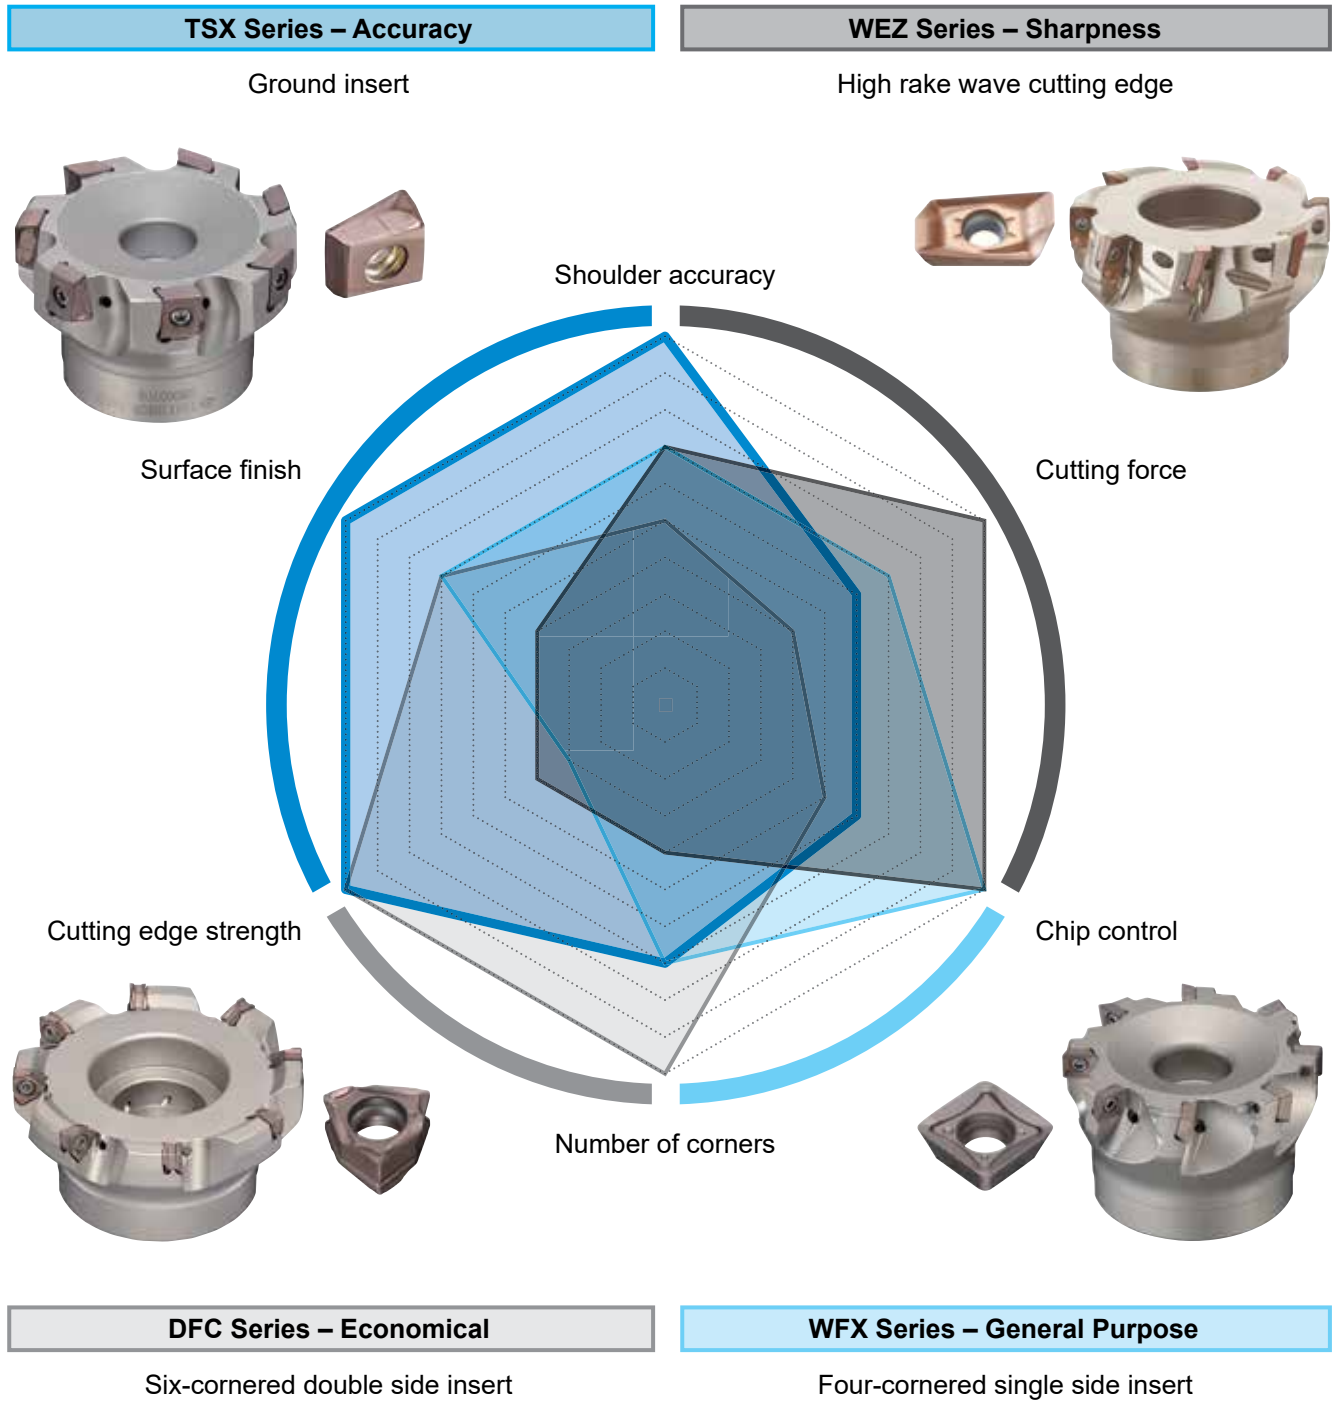 TSX Series – Accuracy
WEZ Series – Sharpness
Ground insert
High rake wave cutting edge
Shoulder accuracy
Surface finish
Cutting force
Cutting edge strength
Chip control
Number of corners
DFC Series – Economical
WFX Series – General Purpose
Six-cornered double side insert
Four-cornered single side insert